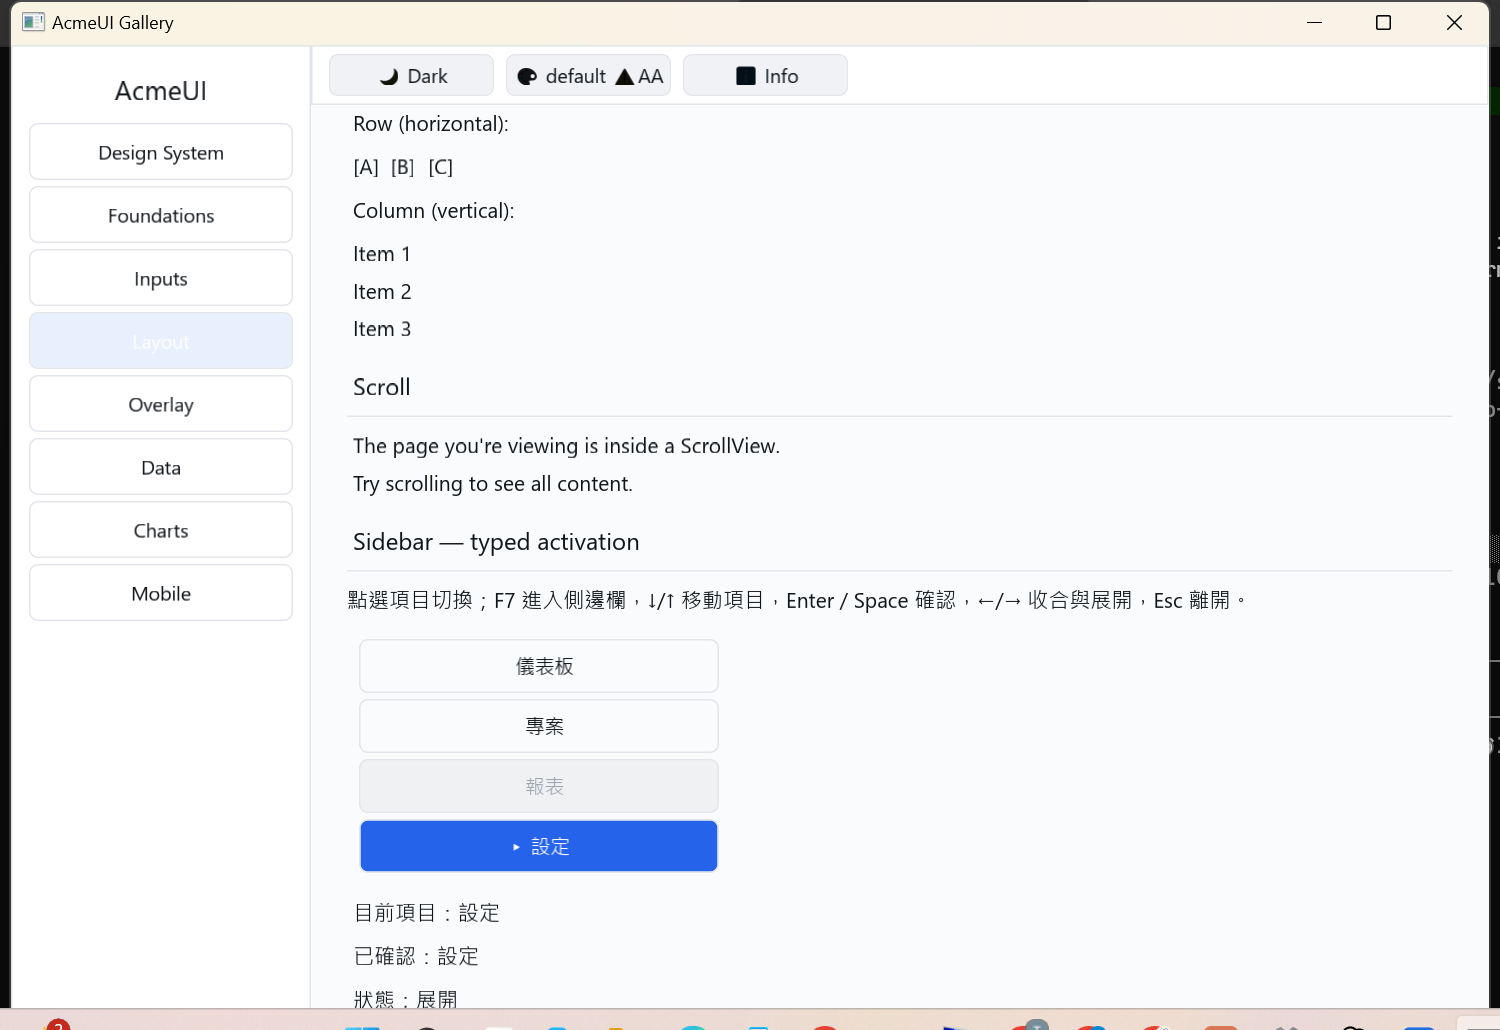 AcmeUI Gallery
AcmeUI
Design System
Foundations
Inputs
Layout
Overlay
Data
Charts
Mobile
Dark
default AA
Info
Row (horizontal):
[A] [B] [C]
Column (vertical):
Item 1
Item 2
Item 3
Scroll
The page you're viewing is inside a ScrollView.
Try scrolling to see all content.
Sidebar — typed activation
點選項目切換；F7 進入側邊欄，↓/↑ 移動項目，Enter / Space 確認，←/→ 收合與展開，Esc 離開。
儀表板
專案
報表
▸ 設定
目前項目：設定
已確認：設定
狀態：展開
2